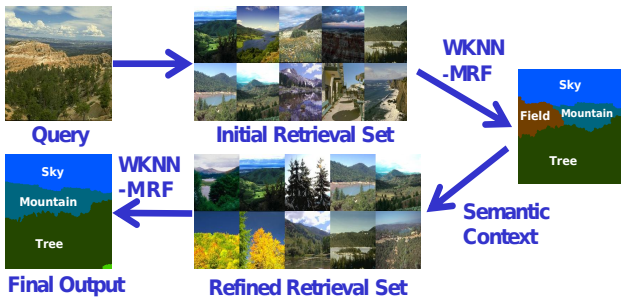 WKNN
-MRF
Query
Initial Retrieval Set
Sky
Field
Mountain
Tree
Semantic
Context
WKNN
-MRF
Sky
Mountain
Tree
Final Output
Refined Retrieval Set